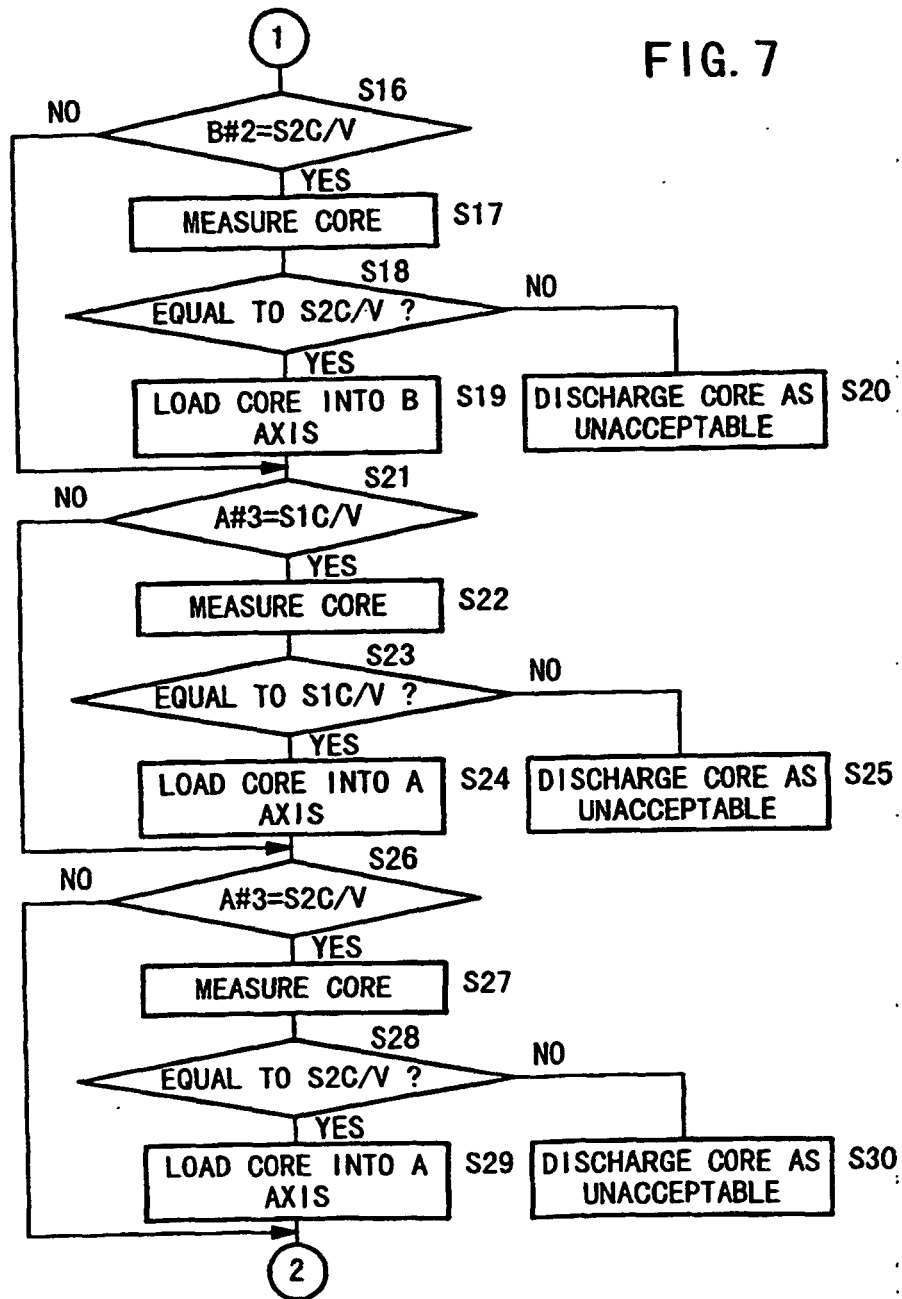 FIG. 7
1
S16
NO
B#2=S2C/V
YES
MEASURE CORE
S17
S18
NO
EQUAL TO S2C/V ?
YES
LOAD CORE INTO B
AXIS
S19
DISCHARGE CORE AS
UNACCEPTABLE
S20
S21
NO
A#3=S1C/V
YES
MEASURE CORE
S22
S23
NO
EQUAL TO S1C/V ?
YES
LOAD CORE INTO A
AXIS
S24
DISCHARGE CORE AS
UNACCEPTABLE
S25
S26
NO
A#3=S2C/V
YES
MEASURE CORE
S27
S28
NO
EQUAL TO S2C/V ?
YES
LOAD CORE INTO A
AXIS
S29
DISCHARGE CORE AS
UNACCEPTABLE
S30
2